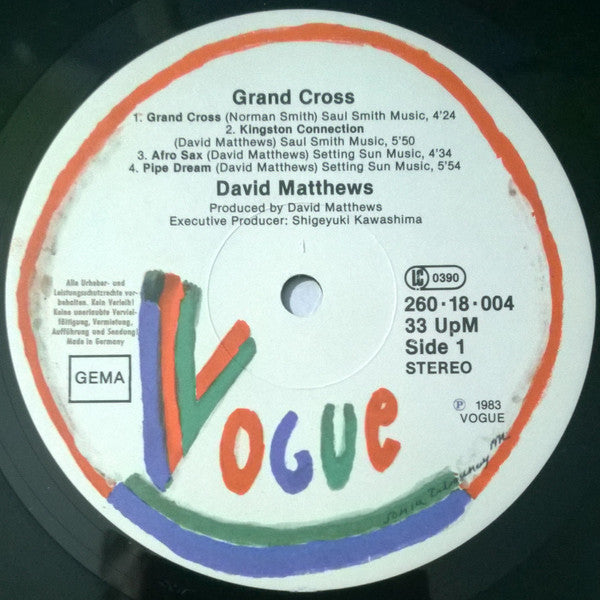 Grand Cross
1. Grand Cross (Norman Smith) Saul Smith Music, 4'24
2. Kingston Connection
(David Matthews) Saul Smith Music, 5'50
3. Afro Sax (David Matthews) Setting Sun Music, 4'34
4. Pipe Dream (David Matthews) Setting Sun Music, 5'54
David Matthews
Produced by David Matthews
Executive Producer: Shigeyuki Kawashima
Alle Urheber- und
Leistungsschutzrechte vor-
behalten. Kein Verleih!
Keine unerlaubte Verviel-
fältigung, Vermietung,
Aufführung und Sendung!
Made in Germany
GEMA
LC 0390
260·18·004
33 UpM
Side 1
STEREO
℗ 1983
VOGUE
VOGUE
Sonia Delaunay